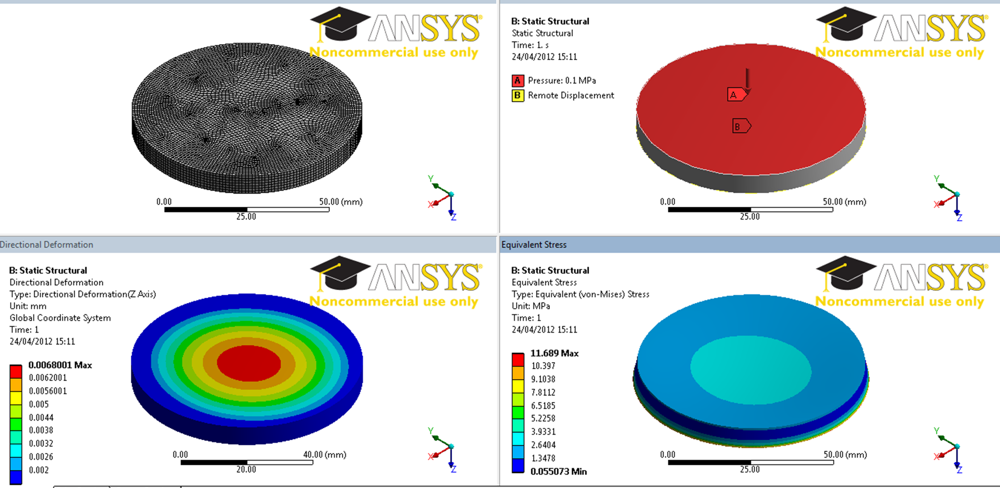 ANSYS
Noncommercial use only
0.00
50.00 (mm)
25.00
Y
X
Z
ANSYS
Noncommercial use only
B: Static Structural
Static Structural
Time: 1. s
24/04/2012 15:11
A Pressure: 0.1 MPa
B Remote Displacement
A
B
0.00
50.00 (mm)
25.00
Y
X
Z
Directional Deformation
ANSYS
Noncommercial use only
B: Static Structural
Directional Deformation
Type: Directional Deformation(Z Axis)
Unit: mm
Global Coordinate System
Time: 1
24/04/2012 15:11
0.0068001 Max
0.0062001
0.0056001
0.005
0.0044
0.0038
0.0032
0.0026
0.002
0.00
40.00 (mm)
20.00
Y
X
Z
Equivalent Stress
ANSYS
Noncommercial use only
B: Static Structural
Equivalent Stress
Type: Equivalent (von-Mises) Stress
Unit: MPa
Time: 1
24/04/2012 15:11
11.689 Max
10.397
9.1038
7.8112
6.5185
5.2258
3.9331
2.6404
1.3478
0.055073 Min
0.00
50.00 (mm)
25.00
Y
X
Z